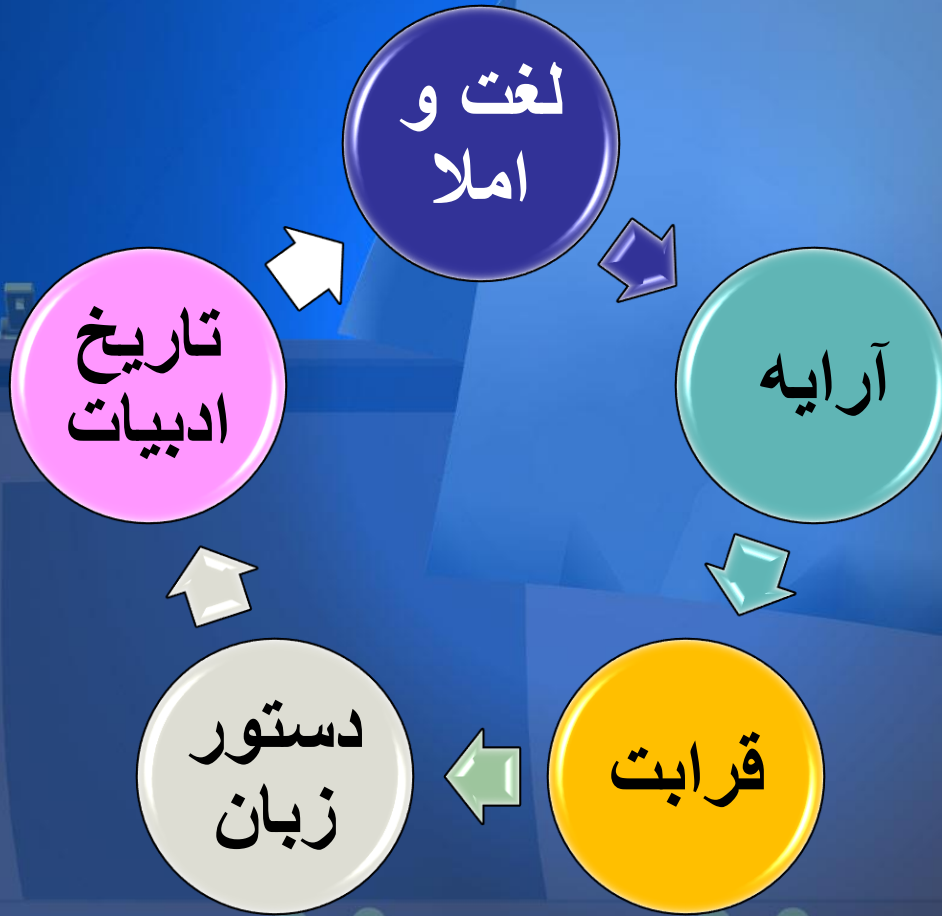 لغت و
املا
آرایه
قرابت
دستور
زبان
تاریخ
ادبیات